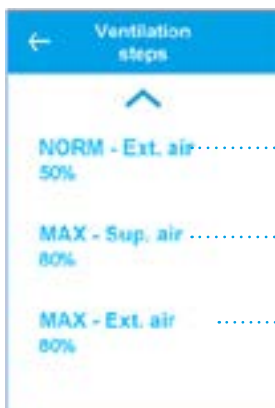 Ventilation
steps
NORM - Ext. air
50%
MAX - Sup. air
80%
MAX - Ext. air
80%